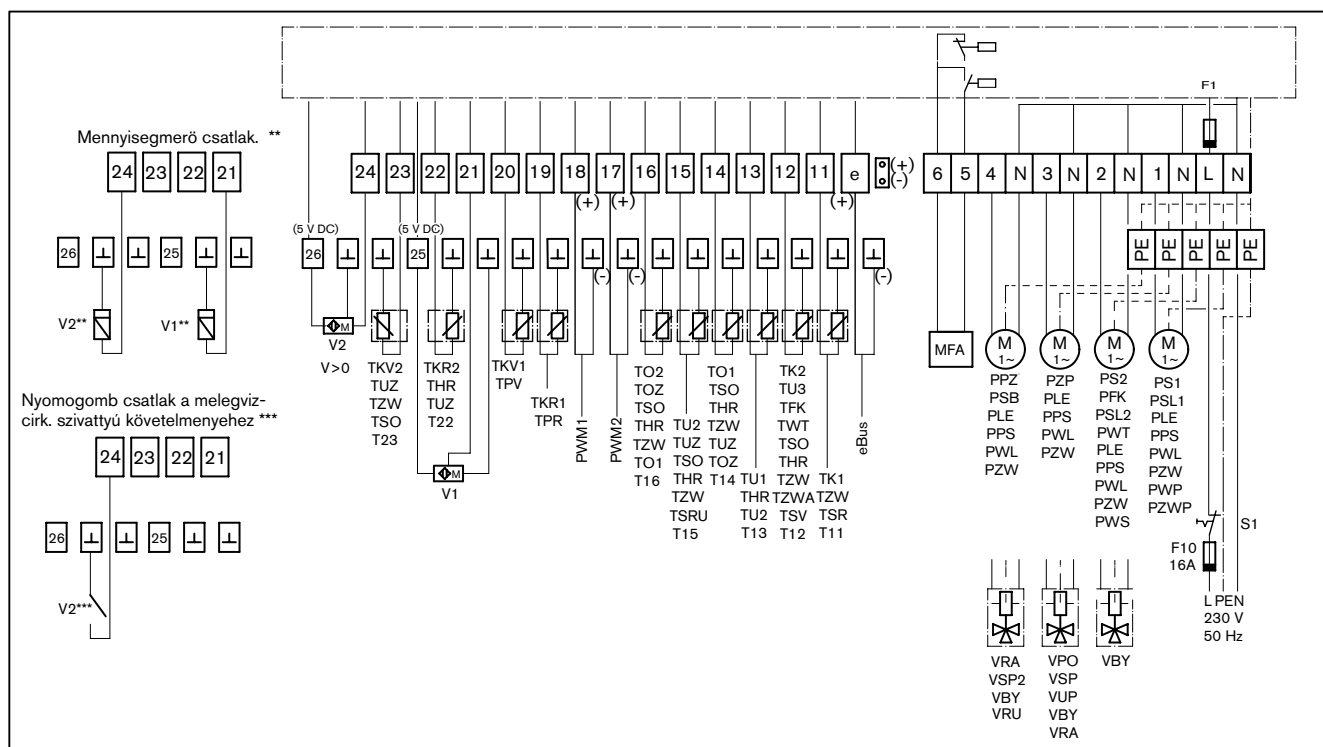 F1
Mennyisegmerö csatlak. **
24 23 22 21
26 25
V2** V1**
Nyomogomb csatlak a melegviz-
cirk. szivattyú követelmenyehez ***
24 23 22 21
26 25
V2***
24 23 22 21 20 19 18 17 16 15 14 13 12 11 e (+)
(-)
(+) (+) (+)
(5 V DC) (5 V DC)
26 25
(-) (-) (-)
M
V2
V>0
TKV2
TUZ
TZW
TSO
T23
TKR2
THR
TUZ
T22
M
V1
TKV1
TPV
TKR1
TPR
PWM1
PWM2
TO2
TOZ
TSO
THR
TZW
TO1
T16
TU2
TUZ
TSO
THR
TZW
TSRU
T15
TO1
TSO
THR
TZW
TUZ
TOZ
T14
TU1
THR
TU2
T13
TK2
TU3
TFK
TWT
TSO
THR
TZW
TZWA
TSV
T12
TK1
TZW
TSR
T11
eBus
6 5 4 N 3 N 2 N 1 N L N
PE PE PE PE PE
MFA
M
1~
PPZ
PSB
PLE
PPS
PWL
PZW
M
1~
PZP
PLE
PPS
PWL
PZW
M
1~
PS2
PFK
PSL2
PWT
PLE
PPS
PWL
PZW
PWS
M
1~
PS1
PSL1
PLE
PPS
PWL
PZW
PWP
PZWP
S1
F10
16A
L PEN
230 V
50 Hz
VRA
VSP2
VBY
VRU
VPO
VSP
VUP
VBY
VRA
VBY